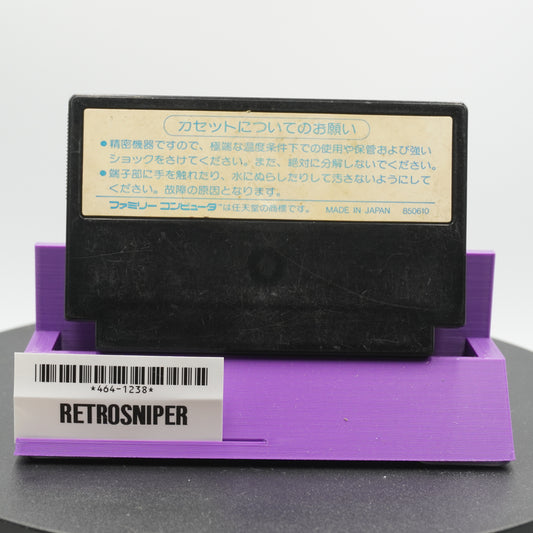 カセットについてのお願い
●精密機器ですので、極端な温度条件下での使用や保管および強い
ショックをさけてください。また、絶対に分解しないでください。
●端子部に手を触れたり、水にぬらしたりして汚さないようにして
ください。故障の原因となります。
ファミリー コンピュータ™は任天堂の商標です。 MADE IN JAPAN 850610
*464-1238*
RETROSNIPER